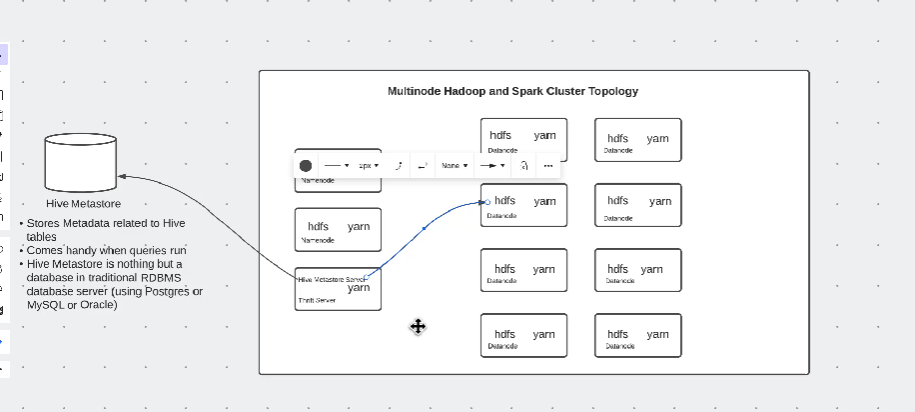 Multinode Hadoop and Spark Cluster Topology
hdfs yarn
Datanode
hdfs yarn
Datanode
2px
None
Namenode
hdfs yarn
Datanode
hdfs yarn
Datanode
hdfs yarn
Namenode
hdfs yarn
Datanode
hdfs yarn
Datanode
Hive Metastore Server
yarn
Thrift Server
hdfs yarn
Datanode
hdfs yarn
Datanode
Hive Metastore
• Stores Metadata related to Hive
tables
• Comes handy when queries run
• Hive Metastore is nothing but a
database in traditional RDBMS
database server (using Postgres or
MySQL or Oracle)